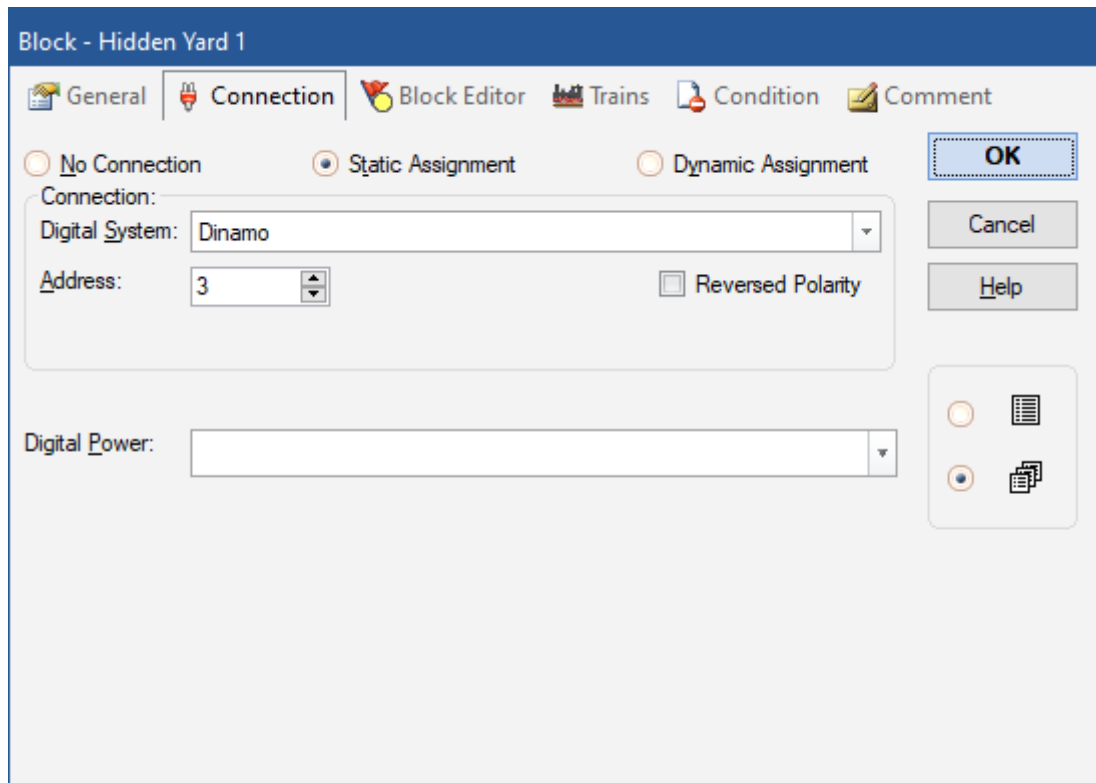 Block - Hidden Yard 1
General Connection Block Editor Trains Condition Comment
No Connection Static Assignment Dynamic Assignment OK
Connection:
Digital System: Dinamo Cancel
Address: 3 Reversed Polarity Help
Digital Power: